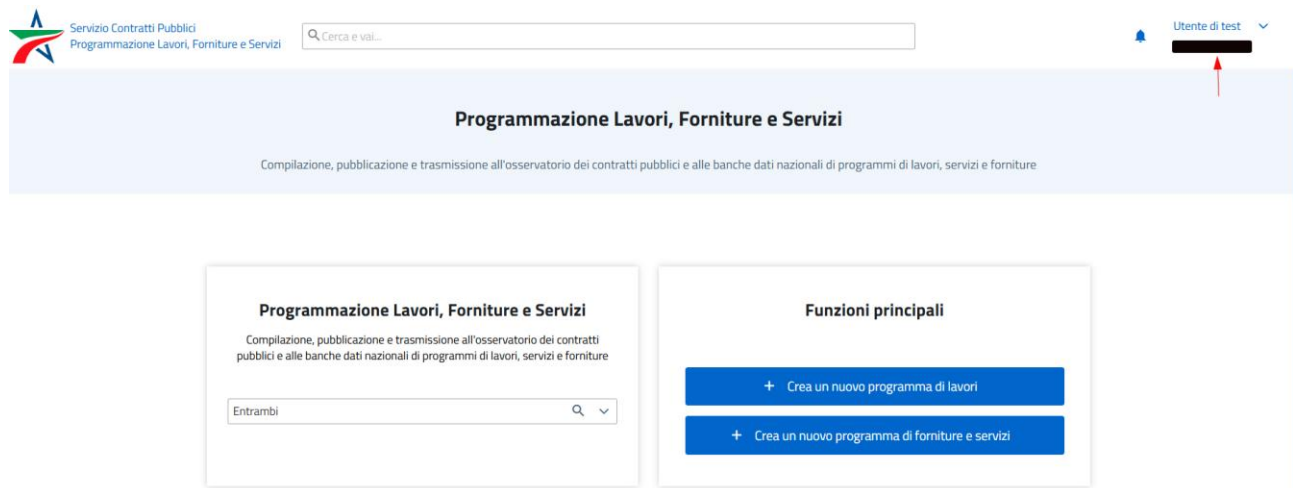 Servizio Contratti Pubblici
Programmazione Lavori, Forniture e Servizi
Cerca e vai...
Utente di test
Programmazione Lavori, Forniture e Servizi
Compilazione, pubblicazione e trasmissione all'osservatorio dei contratti pubblici e alle banche dati nazionali di programmi di lavori, servizi e forniture
Programmazione Lavori, Forniture e Servizi
Compilazione, pubblicazione e trasmissione all'osservatorio dei contratti
pubblici e alle banche dati nazionali di programmi di lavori, servizi e forniture
Entrambi
Funzioni principali
+ Crea un nuovo programma di lavori
+ Crea un nuovo programma di forniture e servizi